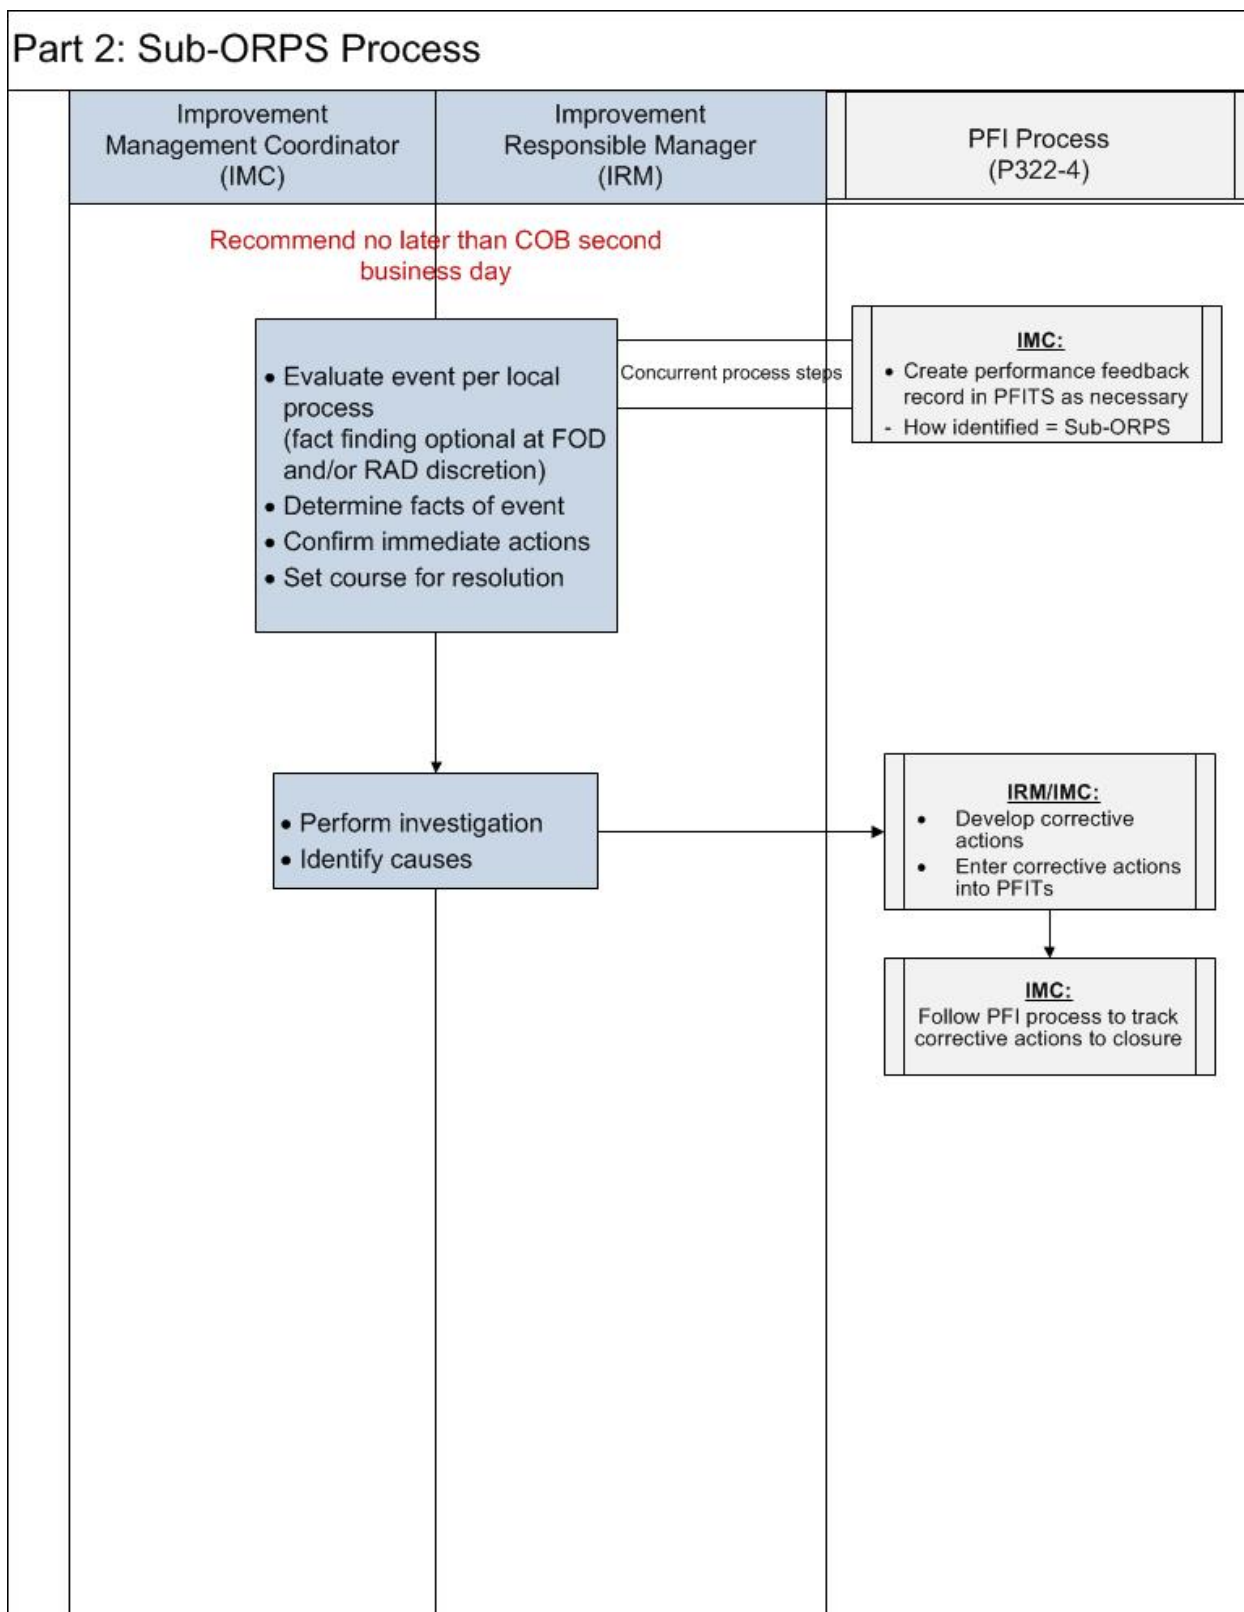 Part 2: Sub-ORPS Process
Improvement
Management Coordinator
(IMC)
Improvement
Responsible Manager
(IRM)
PFI Process
(P322-4)
Recommend no later than COB second
business day
• Evaluate event per local
process
(fact finding optional at FOD
and/or RAD discretion)
• Determine facts of event
• Confirm immediate actions
• Set course for resolution
Concurrent process steps
IMC:
• Create performance feedback
record in PFITS as necessary
- How identified = Sub-ORPS
• Perform investigation
• Identify causes
IRM/IMC:
• Develop corrective
actions
• Enter corrective actions
into PFITs
IMC:
Follow PFI process to track
corrective actions to closure